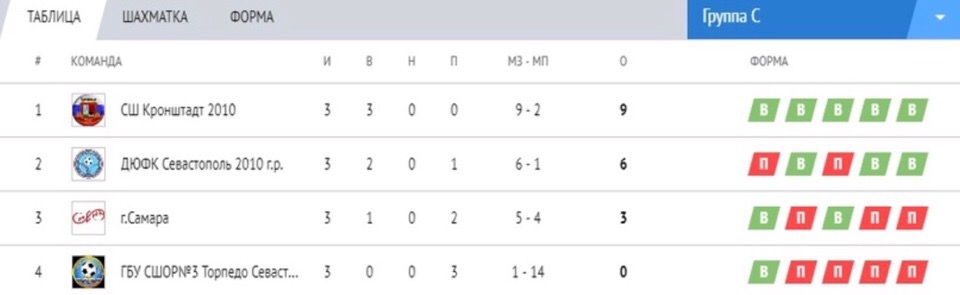 ТАБЛИЦА ШАХМАТКА ФОРМА Группа С
# КОМАНДА И В Н П МЗ - МП О ФОРМА
1 СШ Кронштадт 2010 3 3 0 0 9 - 2 9 В В В В В
2 ДЮФК Севастополь 2010 г.р. 3 2 0 1 6 - 1 6 П В П В В
3 г.Самара 3 1 0 2 5 - 4 3 В П В П П
4 ГБУ СШОР№3 Торпедо Севаст... 3 0 0 3 1 - 14 0 В П П П П